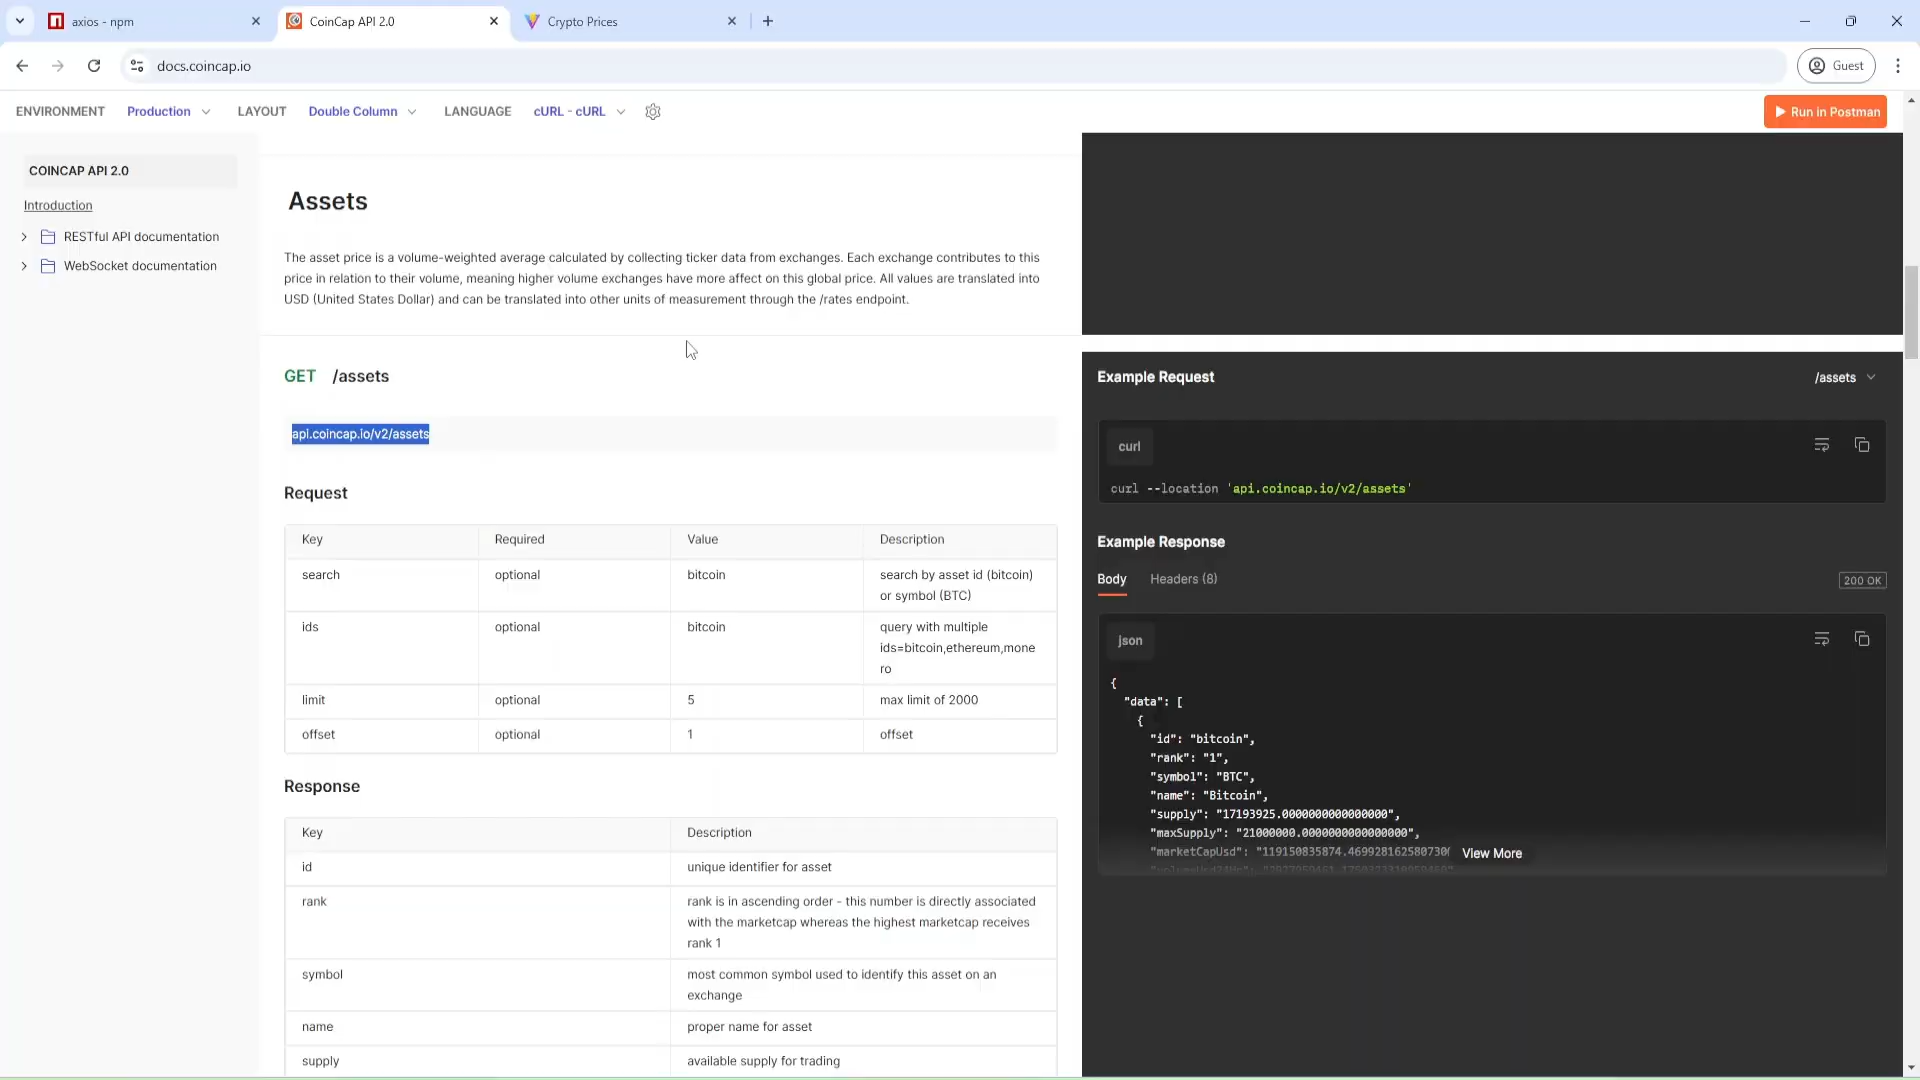 axios - npm
CoinCap API 2.0
Crypto Prices
docs.coincap.io
Guest
ENVIRONMENT
Production
LAYOUT
Double Column
LANGUAGE
cURL - cURL
Run in Postman
COINCAP API 2.0
Introduction
RESTful API documentation
WebSocket documentation
Assets
The asset price is a volume-weighted average calculated by collecting ticker data from exchanges. Each exchange contributes to this
price in relation to their volume, meaning higher volume exchanges have more affect on this global price. All values are translated into
USD (United States Dollar) and can be translated into other units of measurement through the /rates endpoint.
GET /assets
api.coincap.io/v2/assets
Request
Key Required Value Description
search optional bitcoin search by asset id (bitcoin)
or symbol (BTC)
ids optional bitcoin query with multiple
ids=bitcoin,ethereum,mone
ro
limit optional 5 max limit of 2000
offset optional 1 offset
Response
Key Description
id unique identifier for asset
rank rank is in ascending order - this number is directly associated
with the marketcap whereas the highest marketcap receives
rank 1
symbol most common symbol used to identify this asset on an
exchange
name proper name for asset
supply available supply for trading
Example Request
/assets
curl
curl --location 'api.coincap.io/v2/assets'
Example Response
Body
Headers (8)
200 OK
json
{
"data": [
{
"id": "bitcoin",
"rank": "1",
"symbol": "BTC",
"name": "Bitcoin",
"supply": "17193925.0000000000000000",
"maxSupply": "21000000.0000000000000000",
"marketCapUsd": "119150835874.4699281625807300
View More